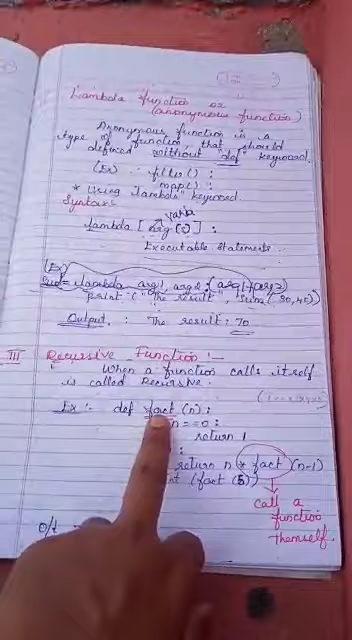 Lambda function or
(anonymous function)
Anonymous function is a
type of function, that should
defined without "def" keyword.
(Ex) : filter() :
map() :
* Using "lambda" keyword.
Syntax
varia
lambda [arg(s)] :
Executable Statements.
(Ex)
Sum = lambda arg1, arg2 : (arg1+arg2)
print ("The result", Sum(30,40))
Output : The result : 70
III Recursive Function :-
When a function calls itself
is called Recursive.
Ex :- def fact (n) :
n == 0 :
return 1
:
return n * fact (n-1)
(fact (5))
call a
function
themself.
O/t